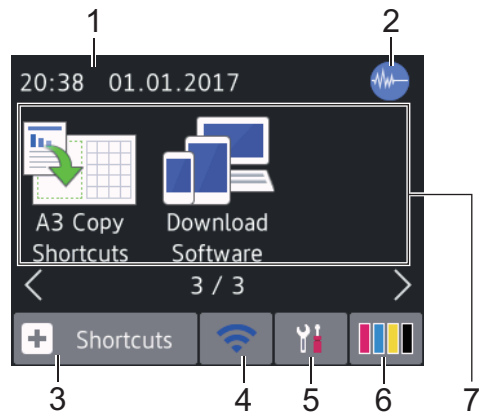 1
2
20:38 01.01.2017
A3 Copy
Shortcuts
Download
Software
3 / 3
7
Shortcuts
3
4
5
6